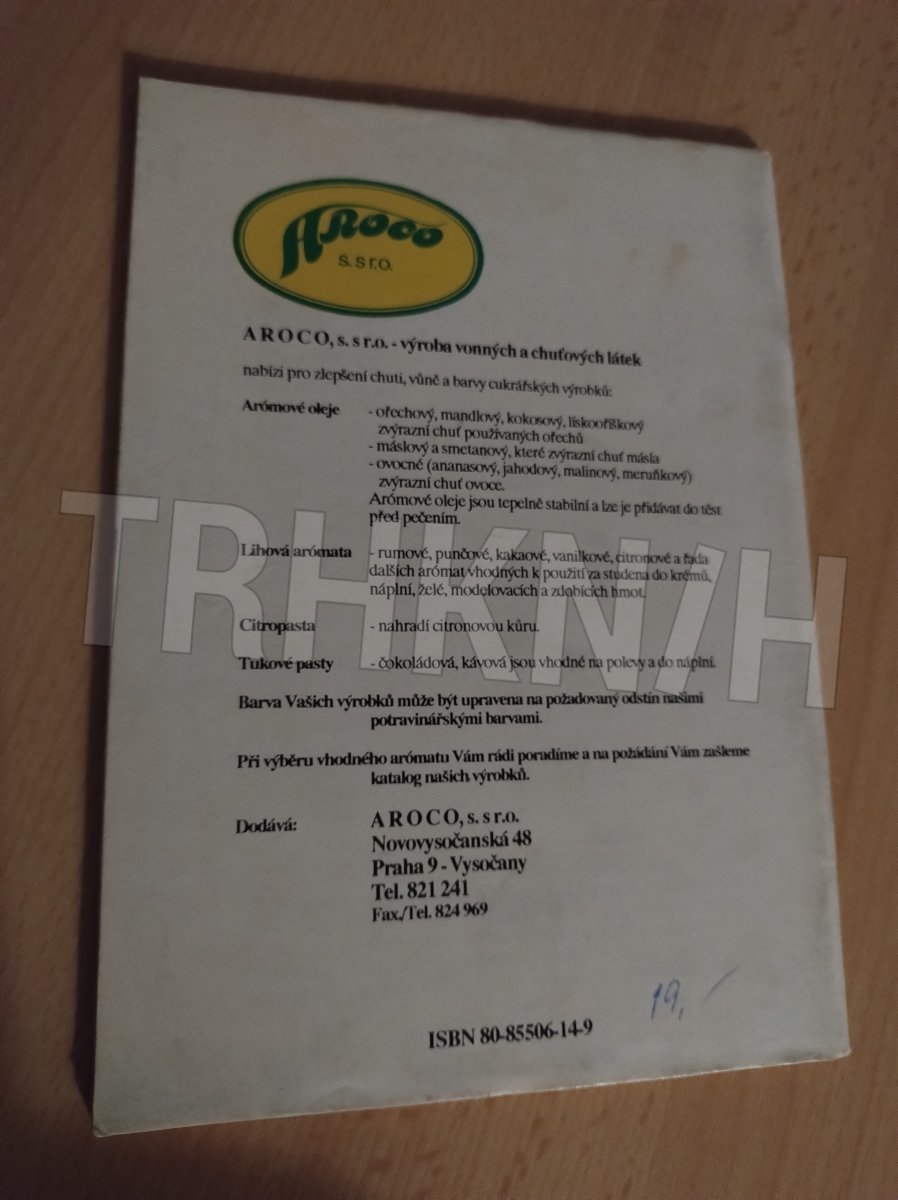 Aroco
s. s r.o.
A R O C O, s. s r.o. - výroba vonných a chuťových látek
nabízí pro zlepšení chuti, vůně a barvy cukrářských výrobků:
Arómové oleje - ořechový, mandlový, kokosový, lískooříškový
zvýrazní chuť používaných ořechů
- máslový a smetanový, které zvýrazní chuť másla
- ovocné (ananasový, jahodový, malinový, meruňkový)
zvýrazní chuť ovoce.
Arómové oleje jsou tepelně stabilní a lze je přidávat do těst
před pečením.
Lihová arómata - rumové, punčové, kakaové, vanilkové, citronové a řada
dalších arómat vhodných k použití za studena do krémů,
náplní, želé, modelovacích a zdobících hmot.
Citropasta - nahradí citronovou kůru.
Tukové pasty - čokoládová, kávová jsou vhodné na polevy a do náplní.
Barva Vašich výrobků může být upravena na požadovaný odstín našimi
potravinářskými barvami.
Při výběru vhodného arómatu Vám rádi poradíme a na požádání Vám zašleme
katalog našich výrobků.
Dodává: A R O C O, s. s r.o.
Novovysočanská 48
Praha 9 - Vysočany
Tel. 821 241
Fax./Tel. 824 969
19,-
ISBN 80-85506-14-9
TRHKN/H